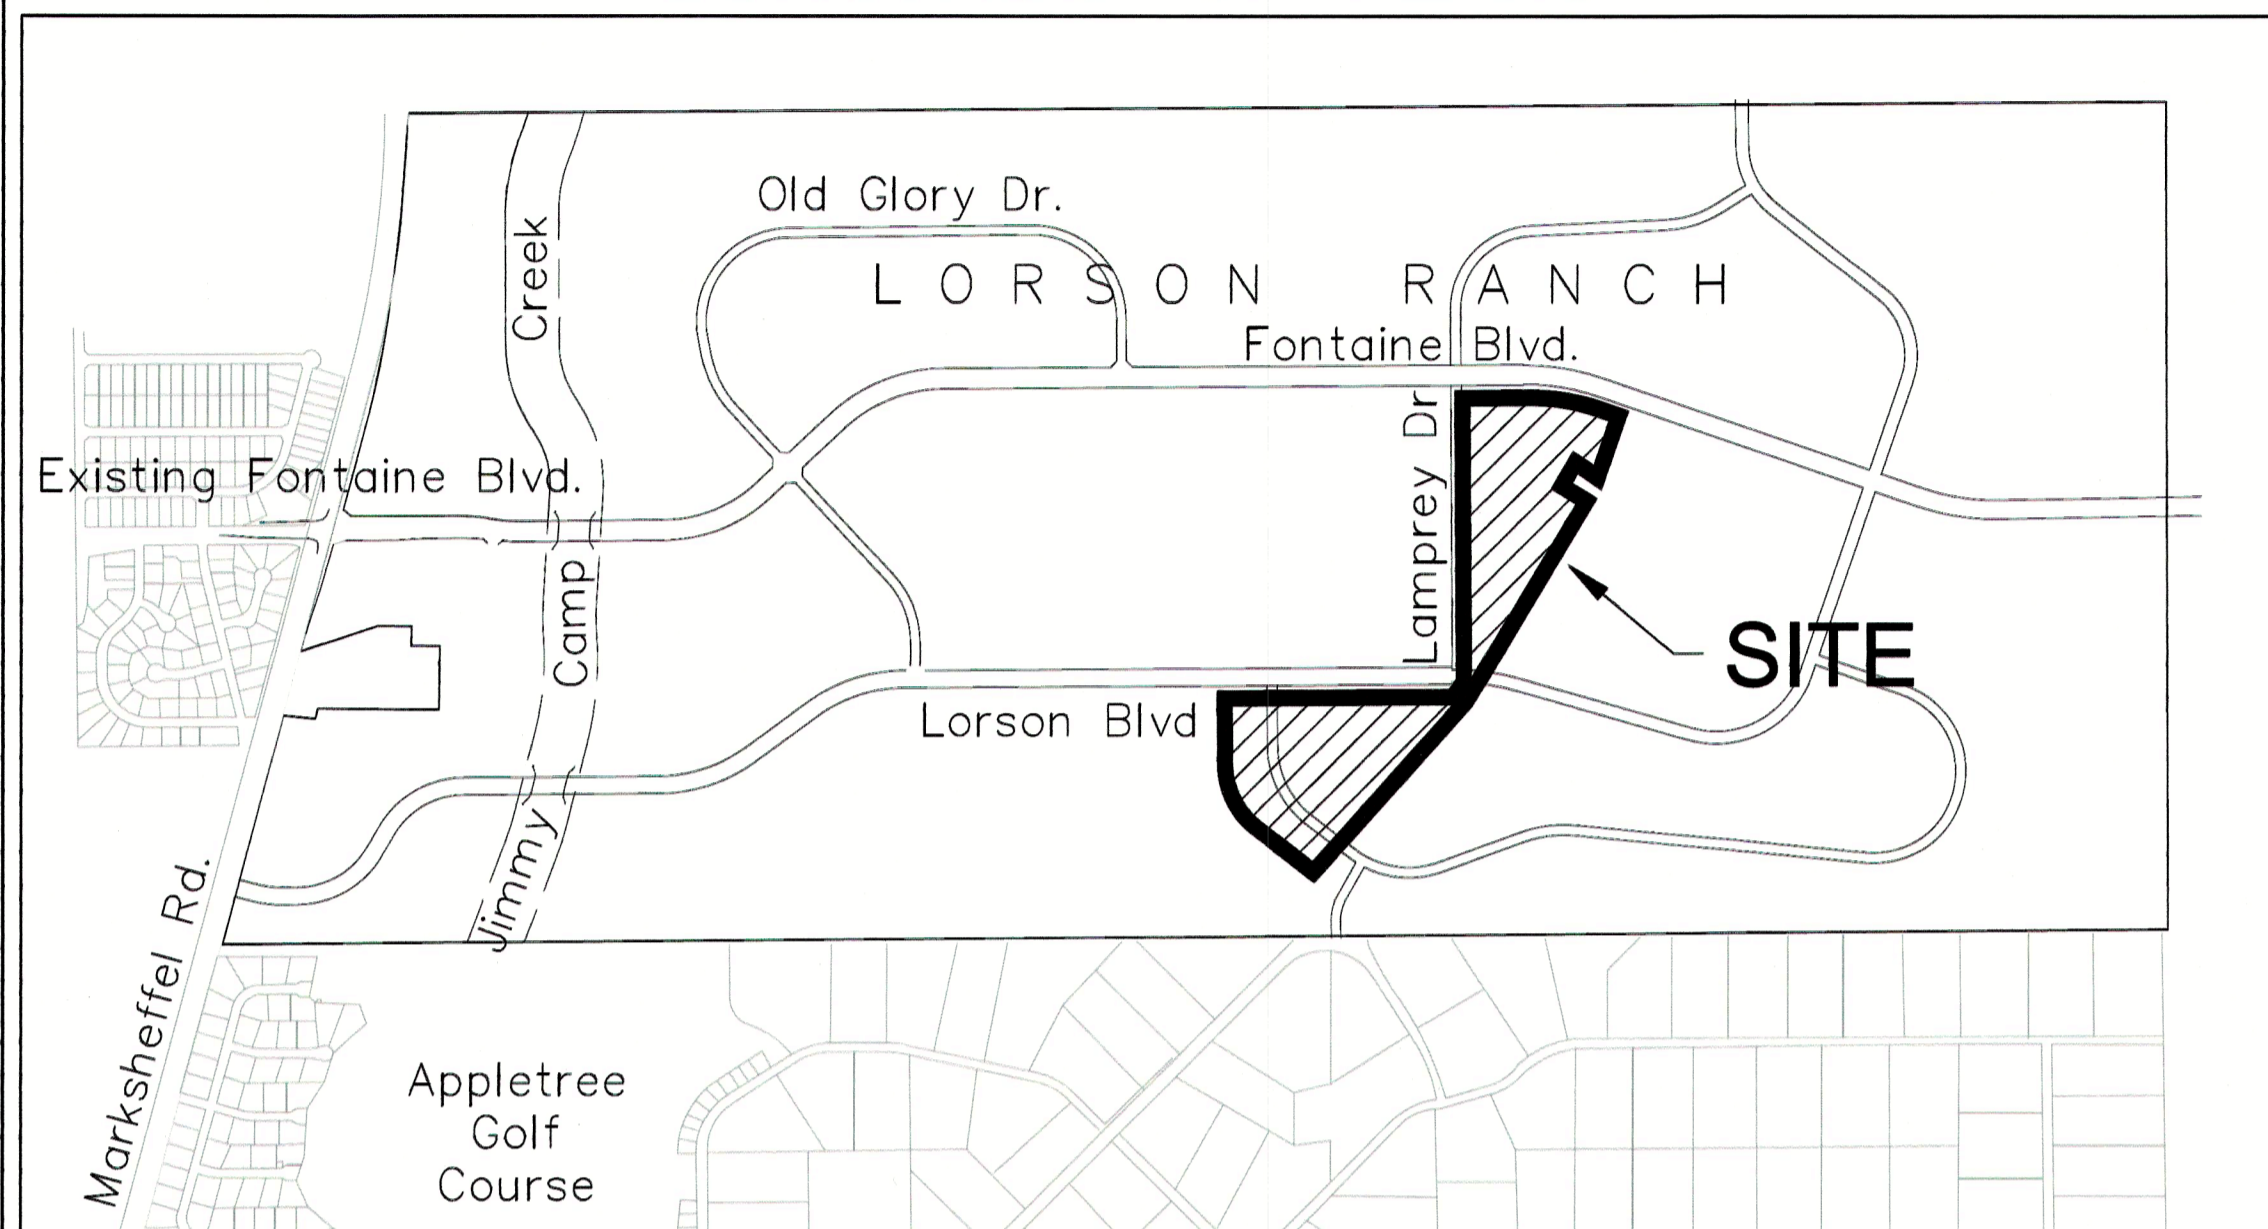 Old Glory Dr.
Creek
LORSON RANCH
Fontaine Blvd.
Existing Fontaine Blvd.
Lamprey Dr
Camp
SITE
Lorson Blvd
Jimmy
Marksheffel Rd.
Appletree
Golf
Course